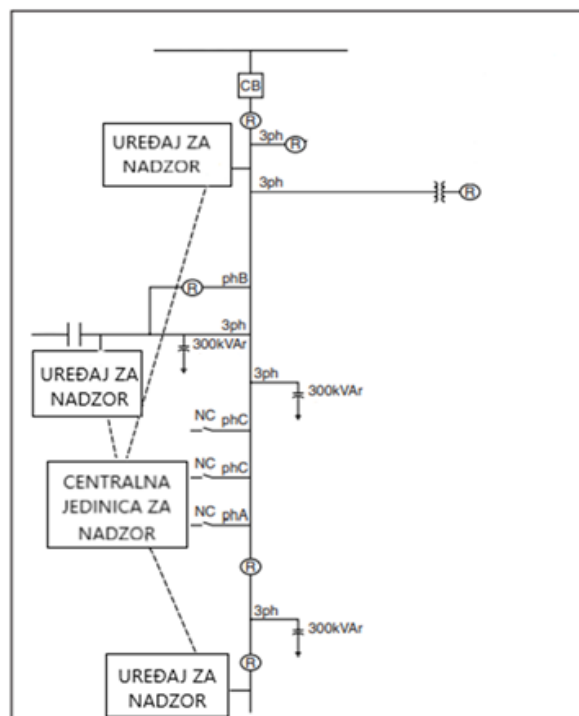 CB
R
UREĐAJ ZA
NADZOR
3ph
R
3ph
R
phB
R
3ph
300kVAr
UREĐAJ ZA
NADZOR
3ph
300kVAr
NC phC
CENTRALNA
JEDINICA ZA
NADZOR
NC phC
NC phA
R
3ph
300kVAr
R
UREĐAJ ZA
NADZOR